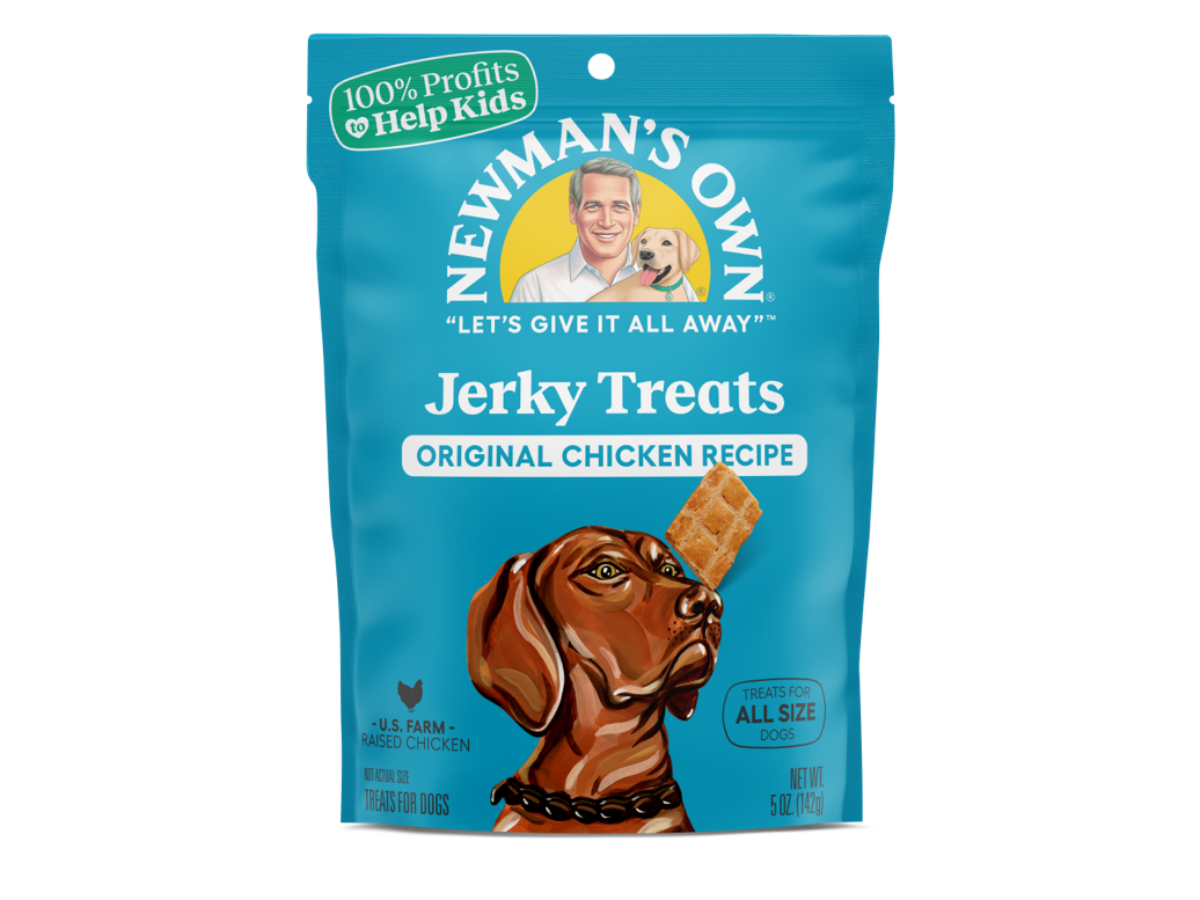 100% Profits
to Help Kids
NEWMAN'S OWN®
®
"LET'S GIVE IT ALL AWAY"™
Jerky Treats
ORIGINAL CHICKEN RECIPE
- U.S. FARM -
RAISED CHICKEN
TREATS FOR
ALL SIZE
DOGS
NOT ACTUAL SIZE
TREATS FOR DOGS
NET WT.
5 OZ. (142g)